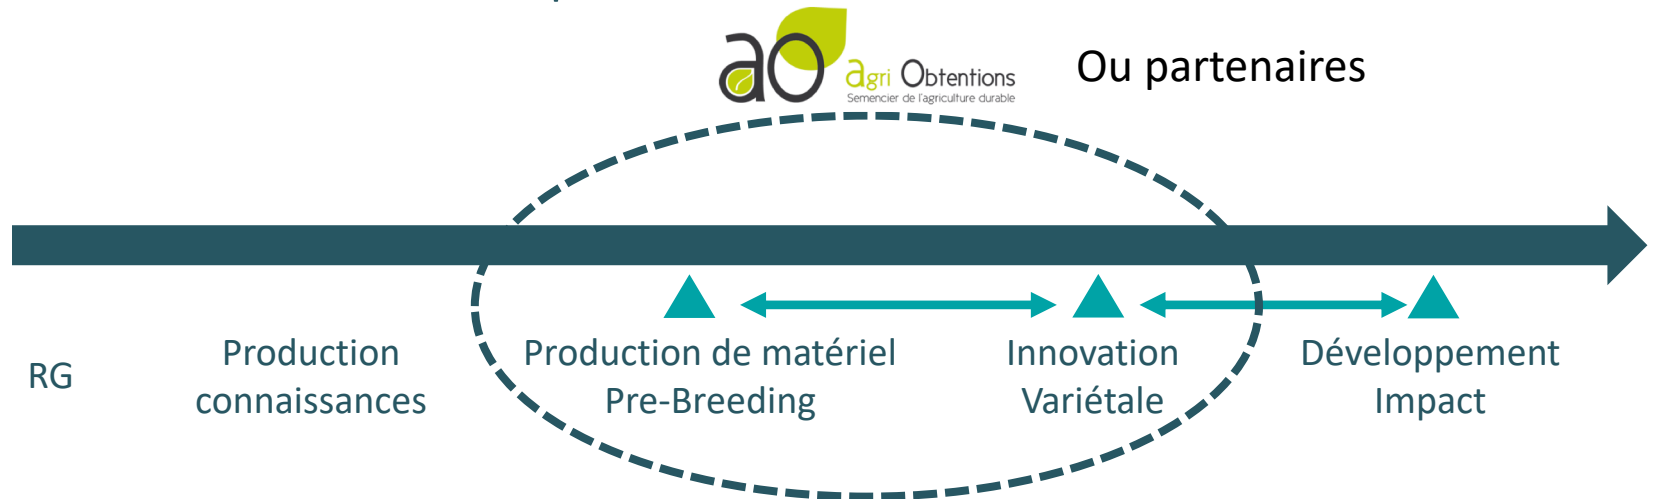 ao
agri Obtentions
Semencier de l'agriculture durable
Ou partenaires
RG
Production
connaissances
Production de matériel
Pre-Breeding
Innovation
Variétale
Développement
Impact